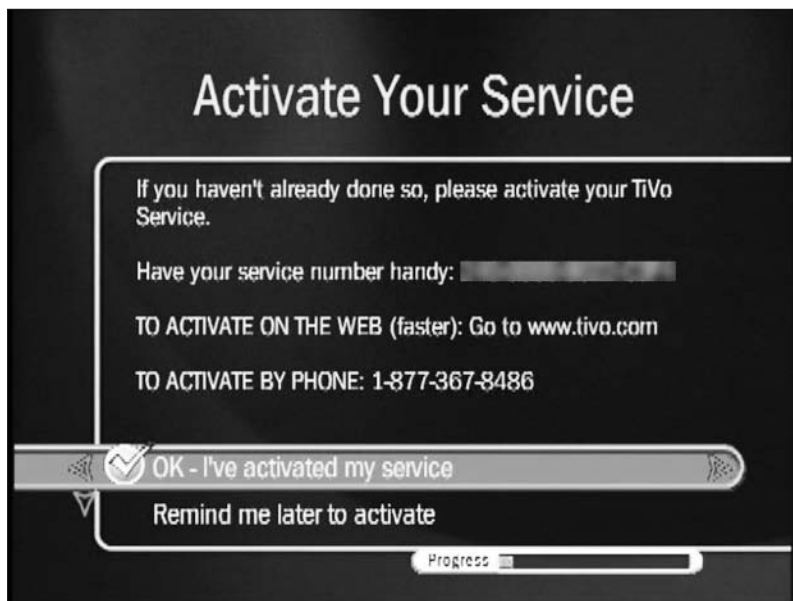 Activate Your Service
If you haven't already done so, please activate your TiVo
Service.
Have your service number handy:
TO ACTIVATE ON THE WEB (faster): Go to www.tivo.com
TO ACTIVATE BY PHONE: 1-877-367-8486
OK - I've activated my service
Remind me later to activate
Progress